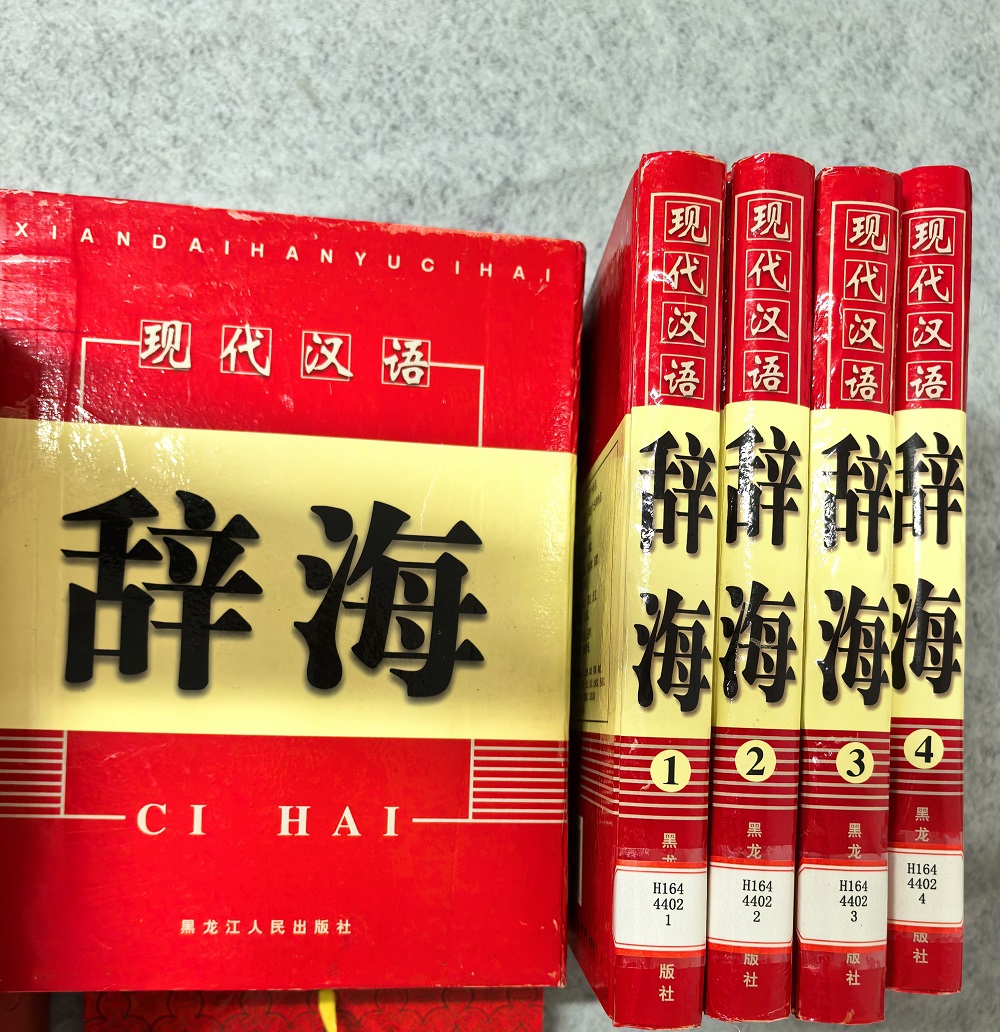 XIANDAIHANYUCIHAI
现代汉语
辞海
CI HAI
黑龙江人民出版社
现代汉语
辞海
1
黑龙
H164
4402
1
版社
现代汉语
辞海
2
黑龙
H164
4402
2
版社
现代汉语
辞海
3
黑龙
H164
4402
3
版社
现代汉语
辞海
4
黑龙
H164
4402
4
版社